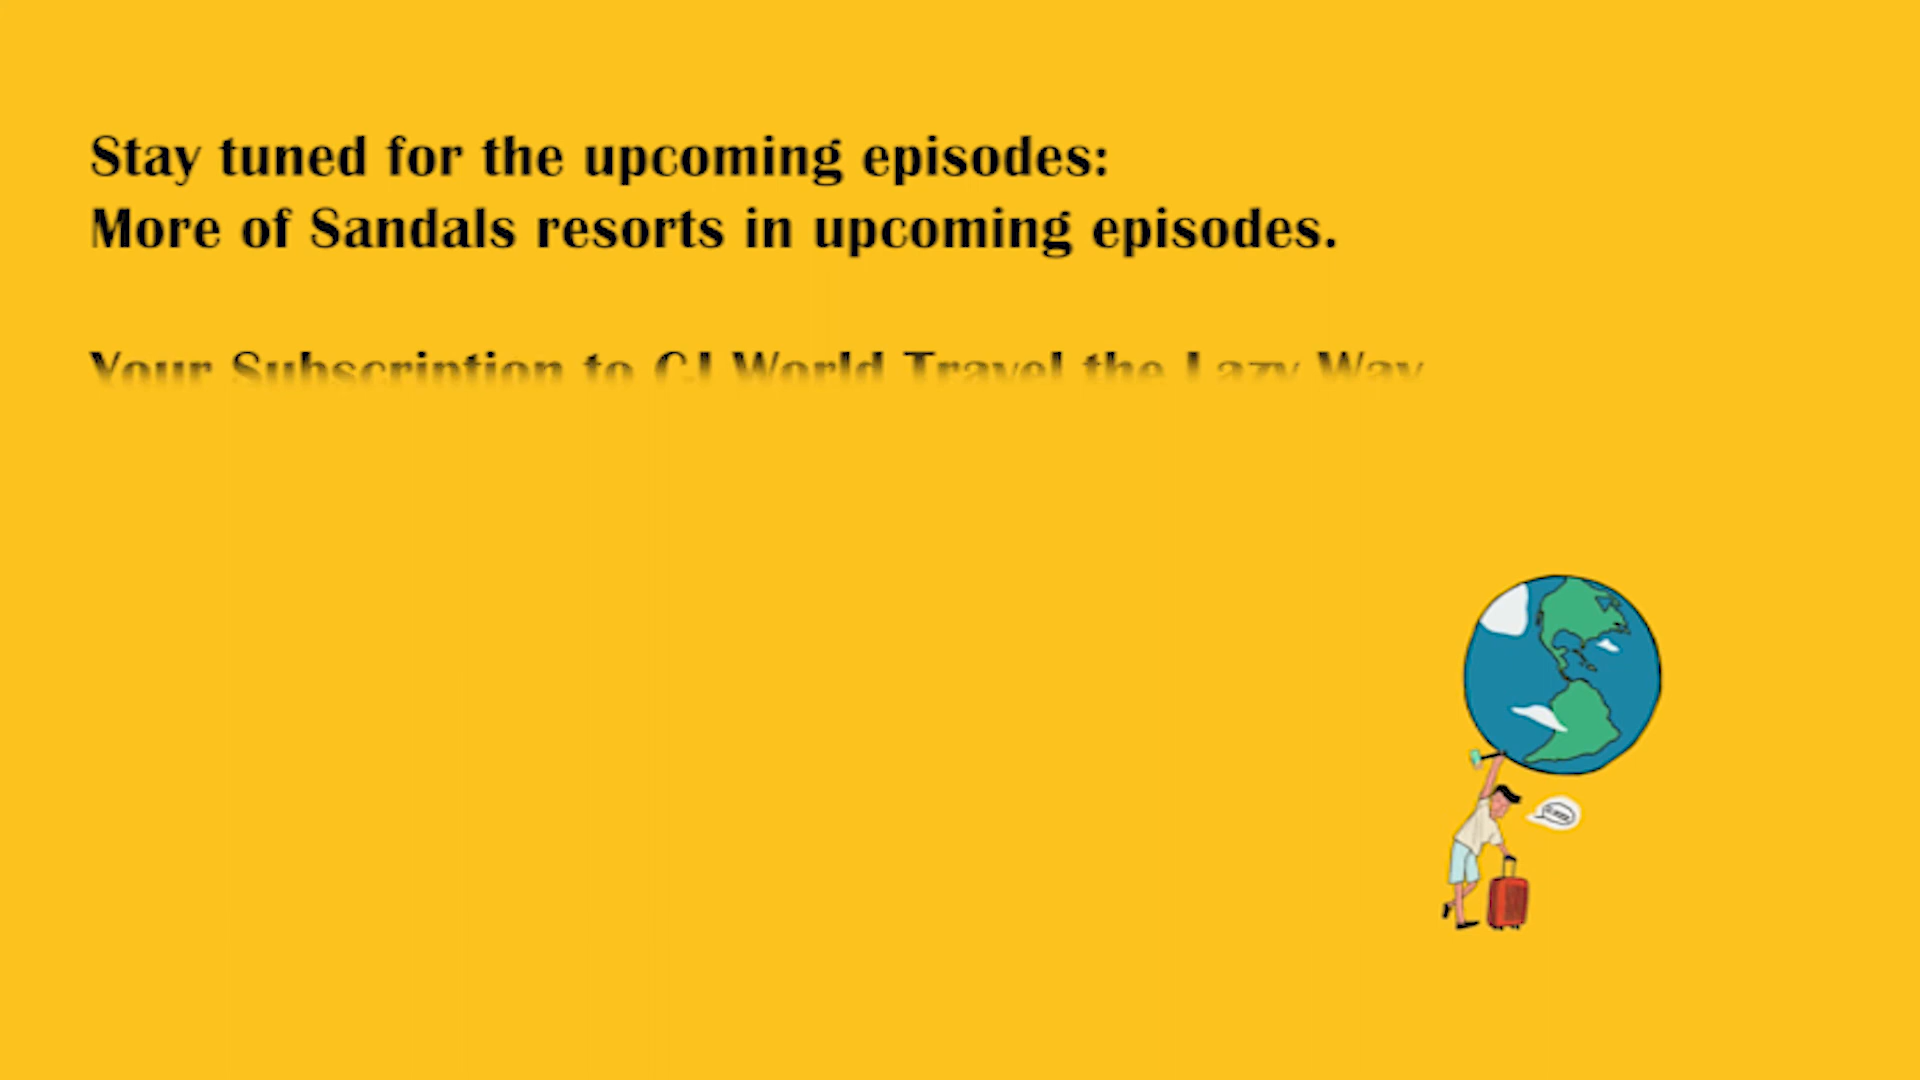 Stay tuned for the upcoming episodes:
More of Sandals resorts in upcoming episodes.
Your Subscription to CJ World Travel the Lazy Way